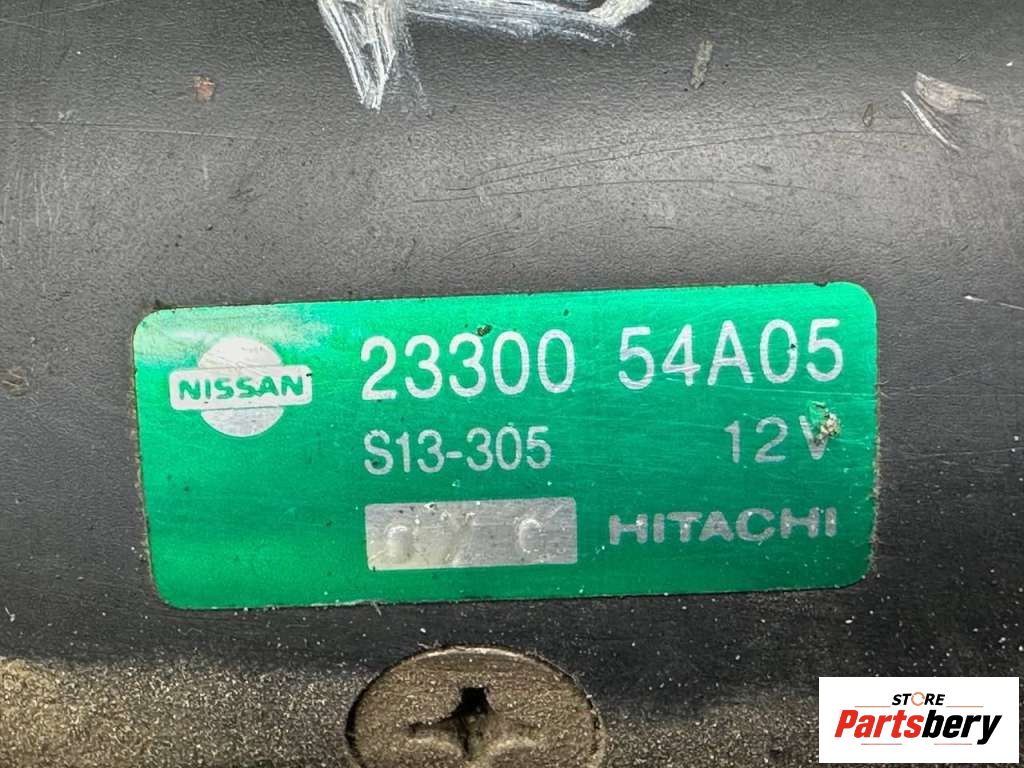 NISSAN
23300 54A05
S13-305 12V
HITACHI
STORE
Partsbery